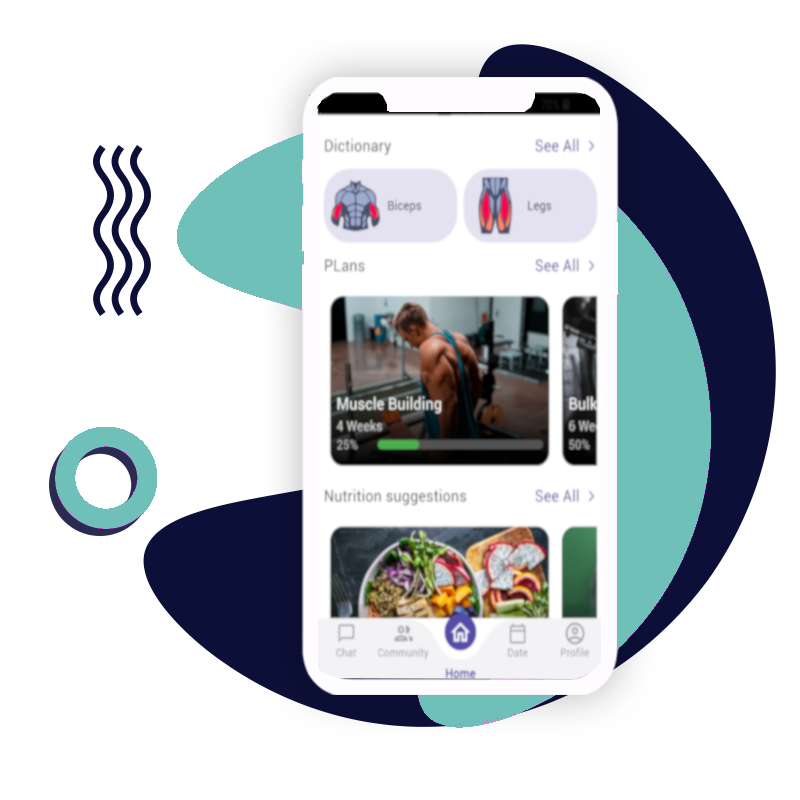 70%
Dictionary See All
Biceps Legs
PLans See All
Muscle Building Bulk
4 Weeks 6 We
25% 50%
Nutrition suggestions See All
Chat Community Date Profile
Home